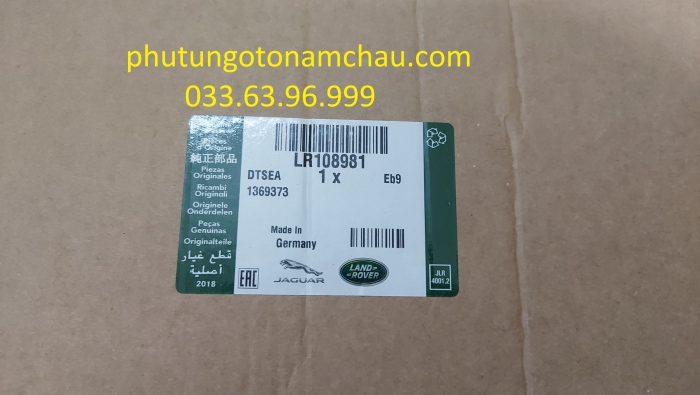 phutungotonamchau.com
033.63.96.999
Pièces
d'Origine
純正部品
Piezas
Originales
Ricambi
Originali
Originele
Onderdelen
Peças
Genuinas
Originalteile
قطع غيار
أصلية
2018
LR108981
DTSEA 1 x Eb9
1369373
Made In
Germany
EAC
JAGUAR
LAND-
ROVER
JLR
4001.2